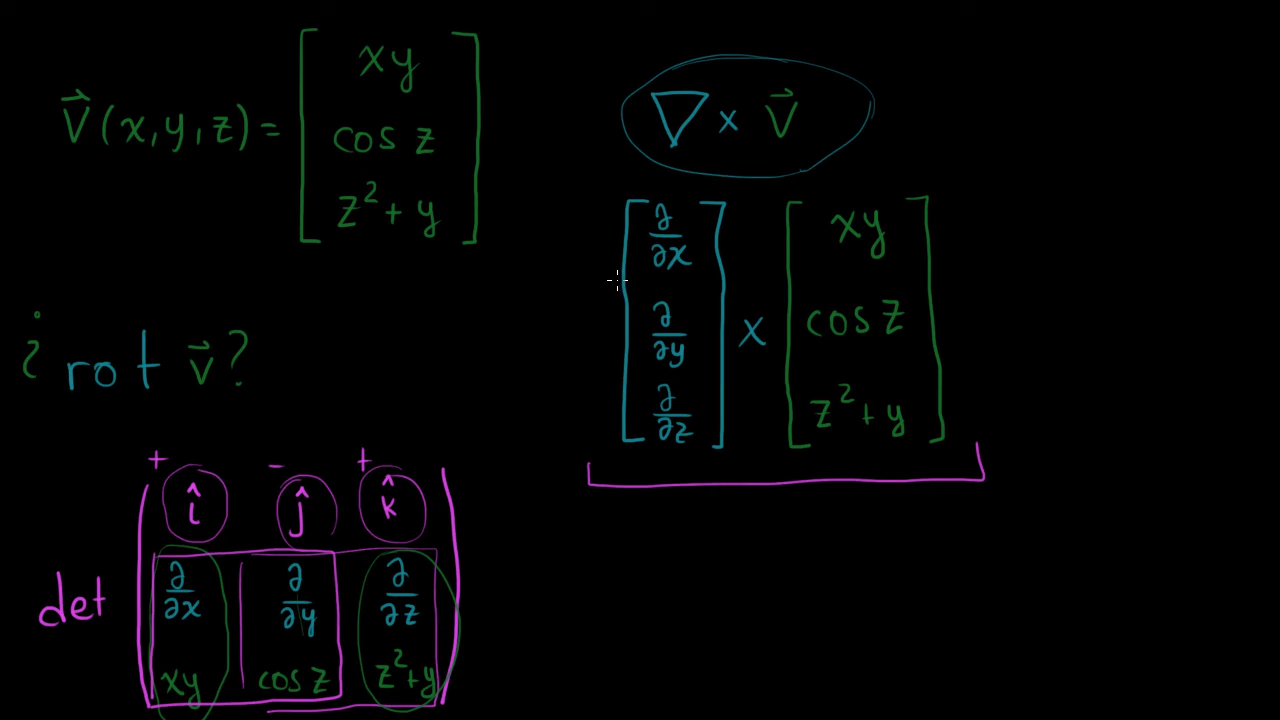 V⃗(x,y,z) = [ xy
cos z
z² + y ]
¿ rot v⃗?
det | + î - ĵ + k̂
∂/∂x ∂/∂y ∂/∂z
xy cos z z²+y |
∇ x V⃗
[ ∂/∂x
∂/∂y
∂/∂z ] x [ xy
cos z
z² + y ]